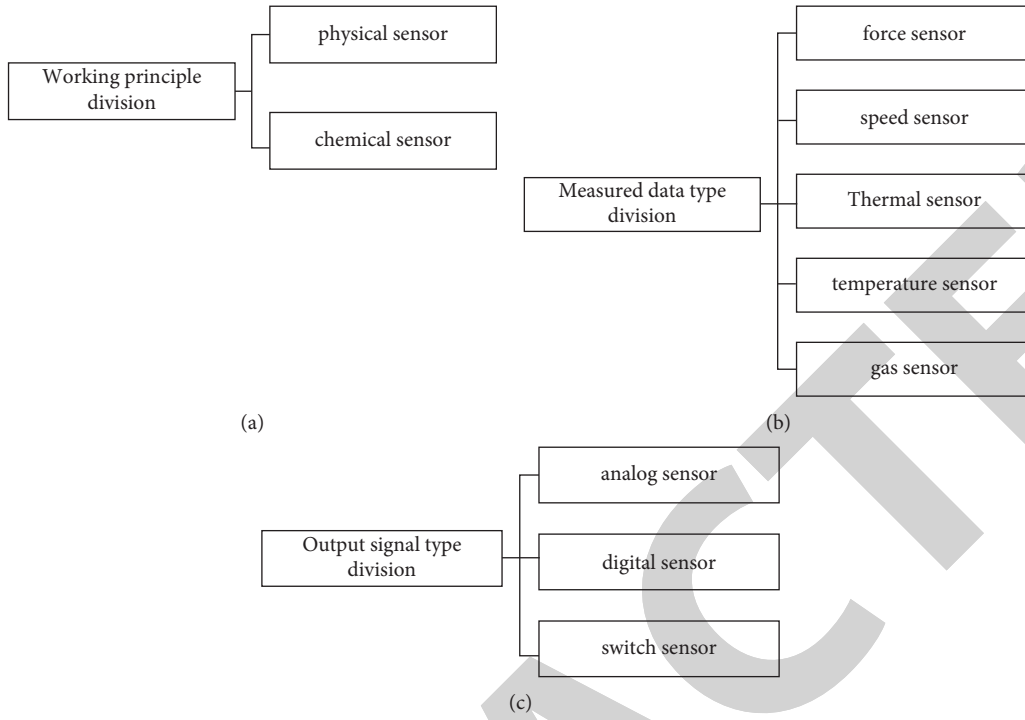 physical sensor
Working principle
division
chemical sensor
(a)
force sensor
speed sensor
Measured data type
division
Thermal sensor
temperature sensor
gas sensor
(b)
analog sensor
Output signal type
division
digital sensor
switch sensor
(c)
ACTE